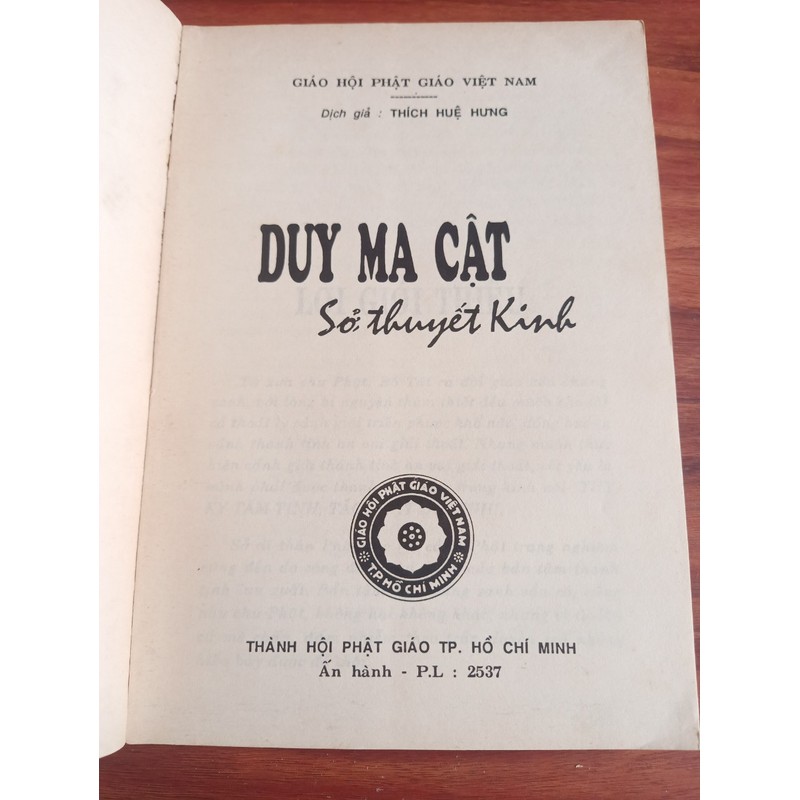 GIÁO HỘI PHẬT GIÁO VIỆT NAM
Dịch giả : THÍCH HUỆ HƯNG
DUY MA CẬT
Sở thuyết Kinh
GIÁO HỘI PHẬT GIÁO VIỆT NAM
T.P. HỒ CHÍ MINH
THÀNH HỘI PHẬT GIÁO TP. HỒ CHÍ MINH
Ấn hành - P.L : 2537